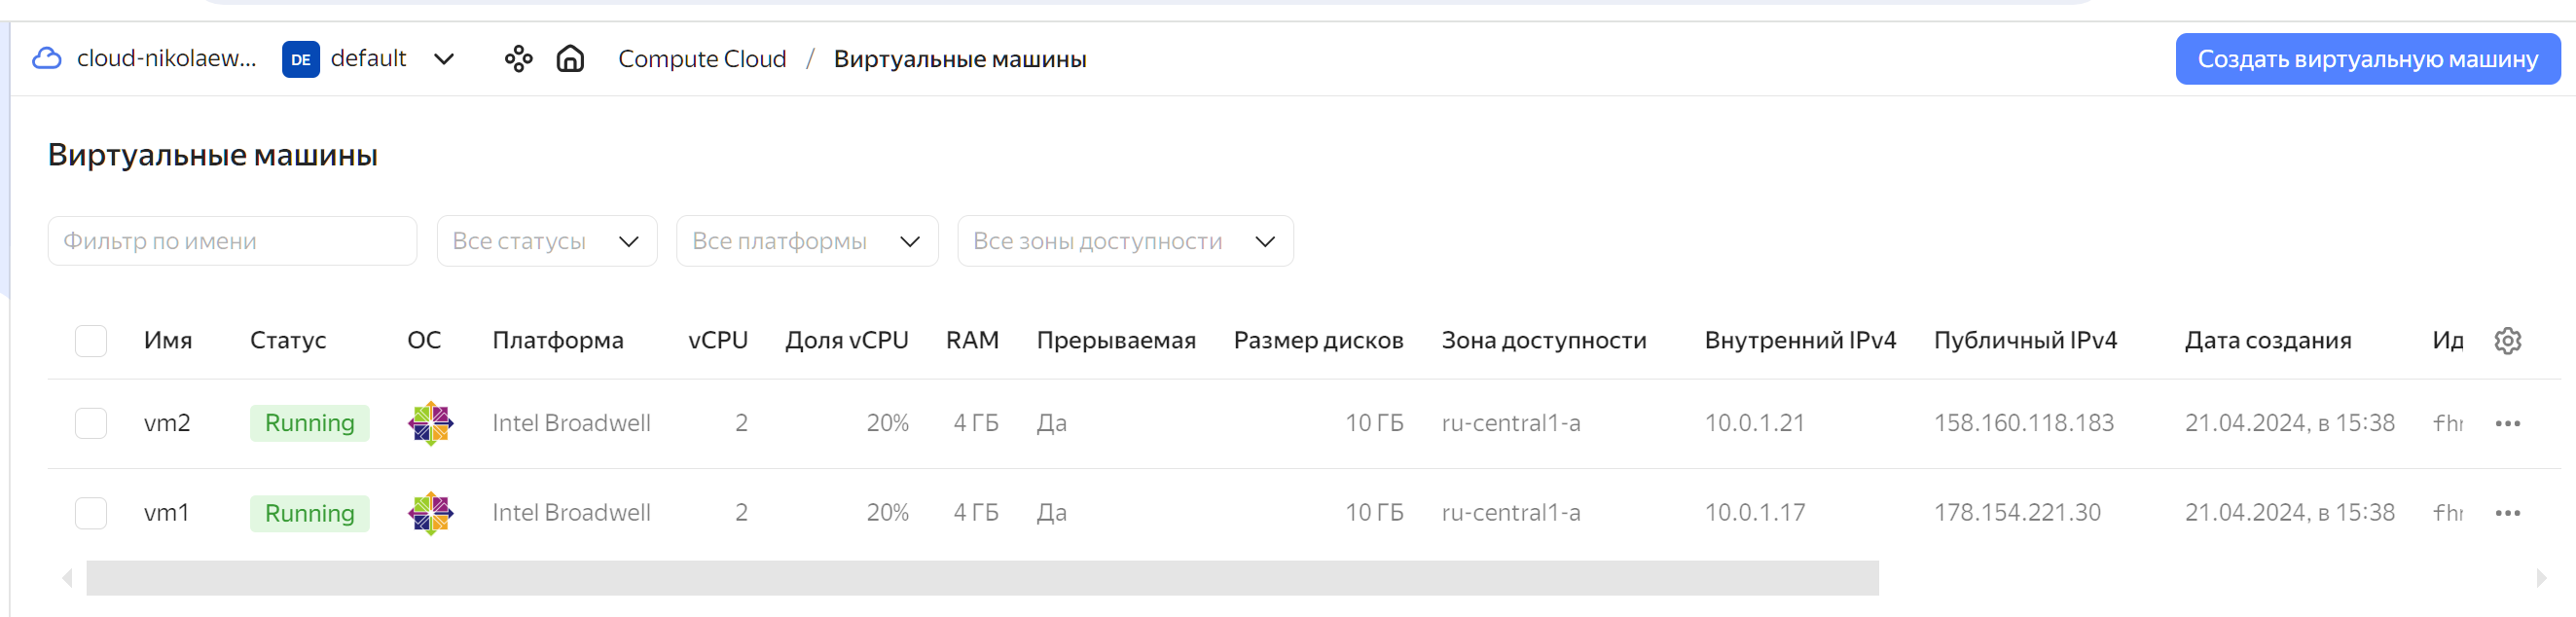 cloud-nikolaew... DE default Compute Cloud / Виртуальные машины Создать виртуальную машину
Виртуальные машины
Фильтр по имени Все статусы Все платформы Все зоны доступности
Имя Статус ОС Платформа vCPU Доля vCPU RAM Прерываемая Размер дисков Зона доступности Внутренний IPv4 Публичный IPv4 Дата создания Ид
vm2 Running Intel Broadwell 2 20% 4 ГБ Да 10 ГБ ru-central1-a 10.0.1.21 158.160.118.183 21.04.2024, в 15:38
vm1 Running Intel Broadwell 2 20% 4 ГБ Да 10 ГБ ru-central1-a 10.0.1.17 178.154.221.30 21.04.2024, в 15:38